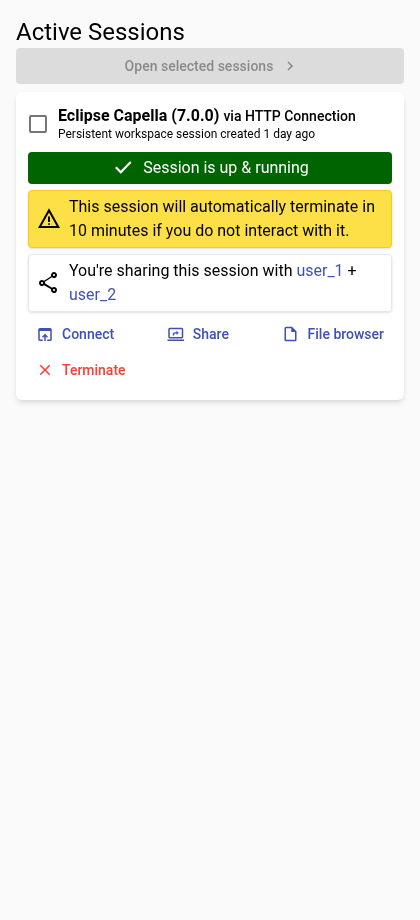 Active Sessions
Open selected sessions
Eclipse Capella (7.0.0) via HTTP Connection
Persistent workspace session created 1 day ago
Session is up & running
This session will automatically terminate in
10 minutes if you do not interact with it.
You're sharing this session with user_1 +
user_2
Connect Share File browser
Terminate